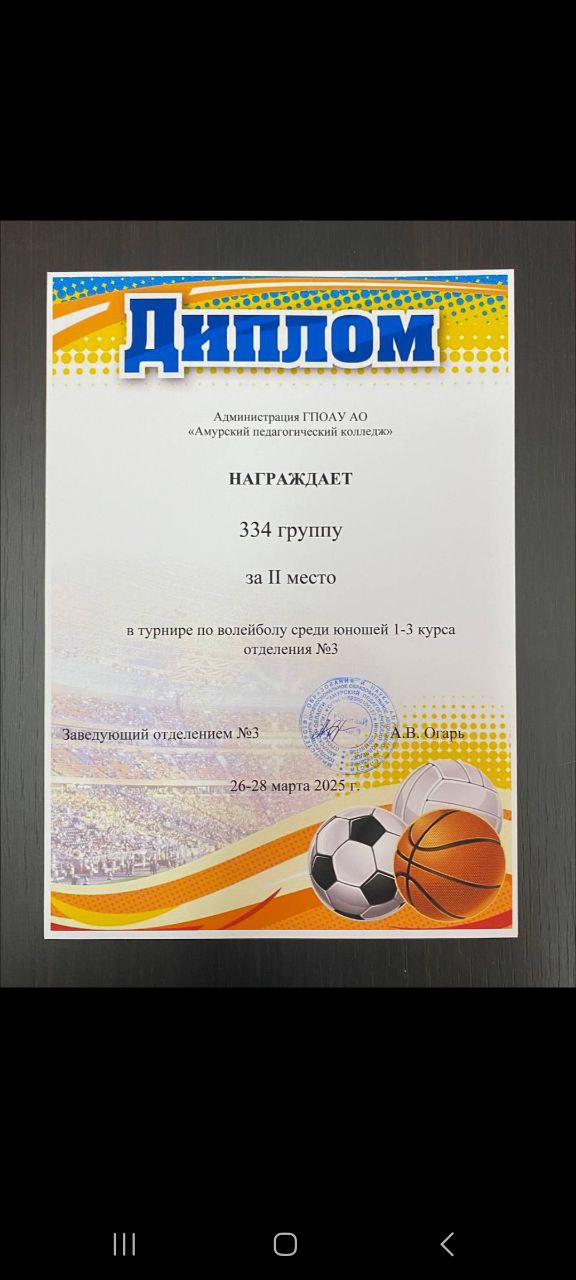 Диплом
Администрация ГПОАУ АО
«Амурский педагогический колледж»
НАГРАЖДАЕТ
334 группу
за II место
в турнире по волейболу среди юношей 1-3 курса
отделения №3
Заведующий отделением №3 А.В. Огарь
26-28 марта 2025 г.